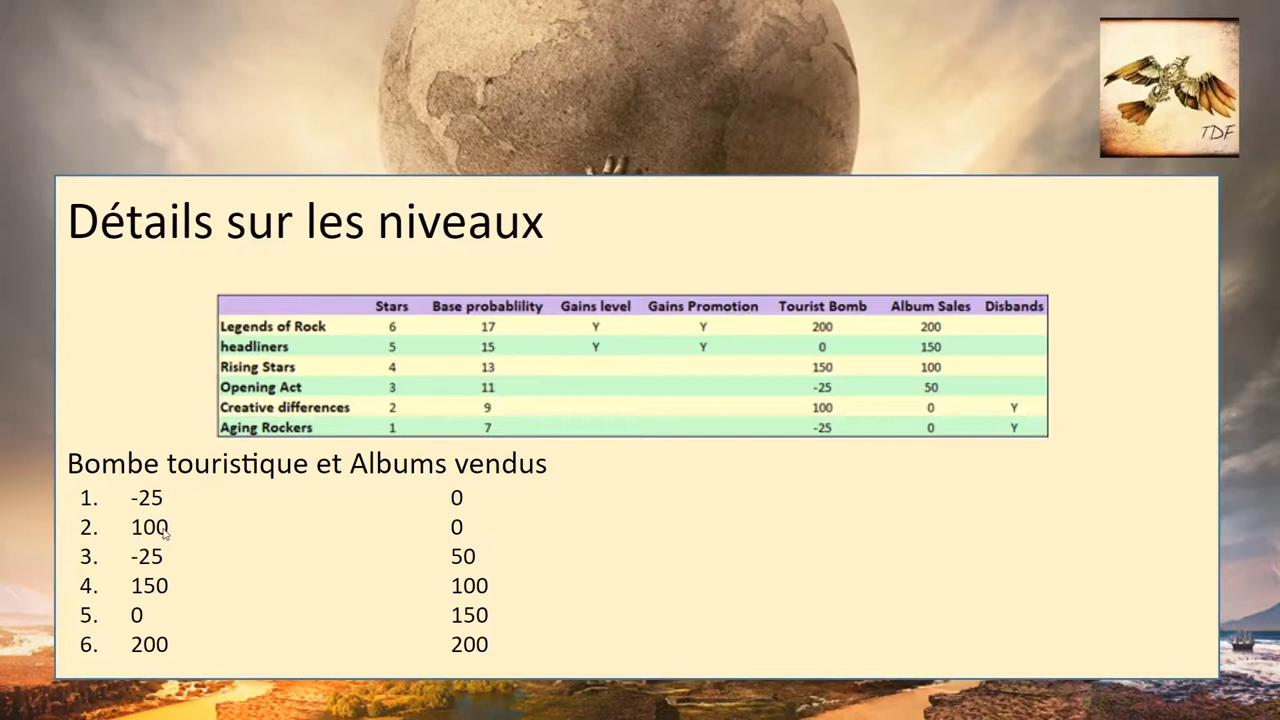 TDF
Détails sur les niveaux
Stars Base probablility Gains level Gains Promotion Tourist Bomb Album Sales Disbands
Legends of Rock 6 17 Y Y 200 200
headliners 5 15 Y Y 0 150
Rising Stars 4 13 150 100
Opening Act 3 11 -25 50
Creative differences 2 9 100 0 Y
Aging Rockers 1 7 -25 0 Y
Bombe touristique et Albums vendus
1. -25 0
2. 100 0
3. -25 50
4. 150 100
5. 0 150
6. 200 200